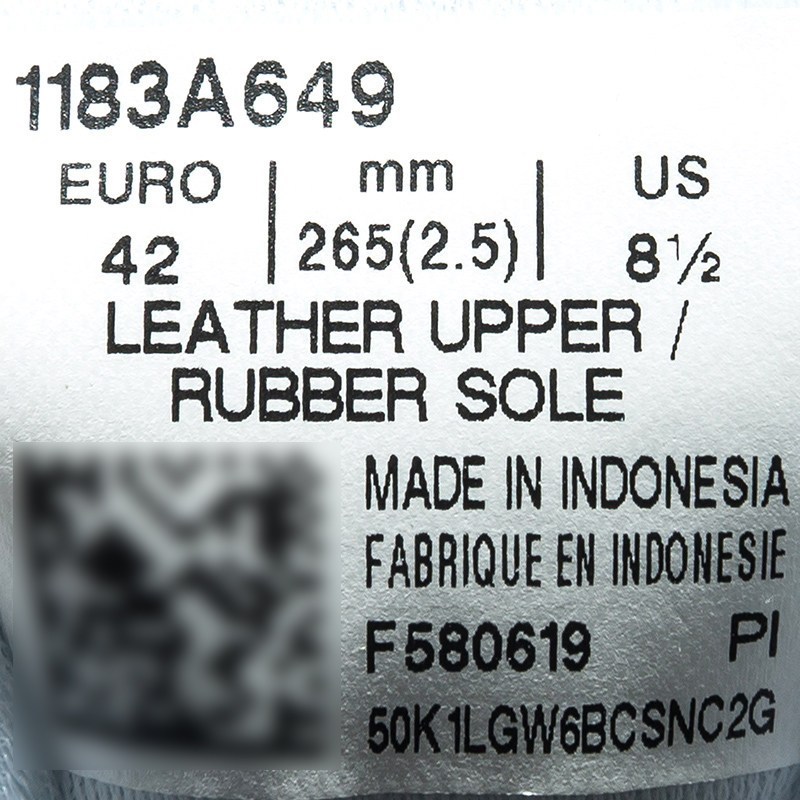 1183A649
EURO | mm | US
42 | 265(2.5) | 8½
LEATHER UPPER /
RUBBER SOLE
MADE IN INDONESIA
FABRIQUE EN INDONESIE
F580619 PI
50K1LGW6BCSNC2G